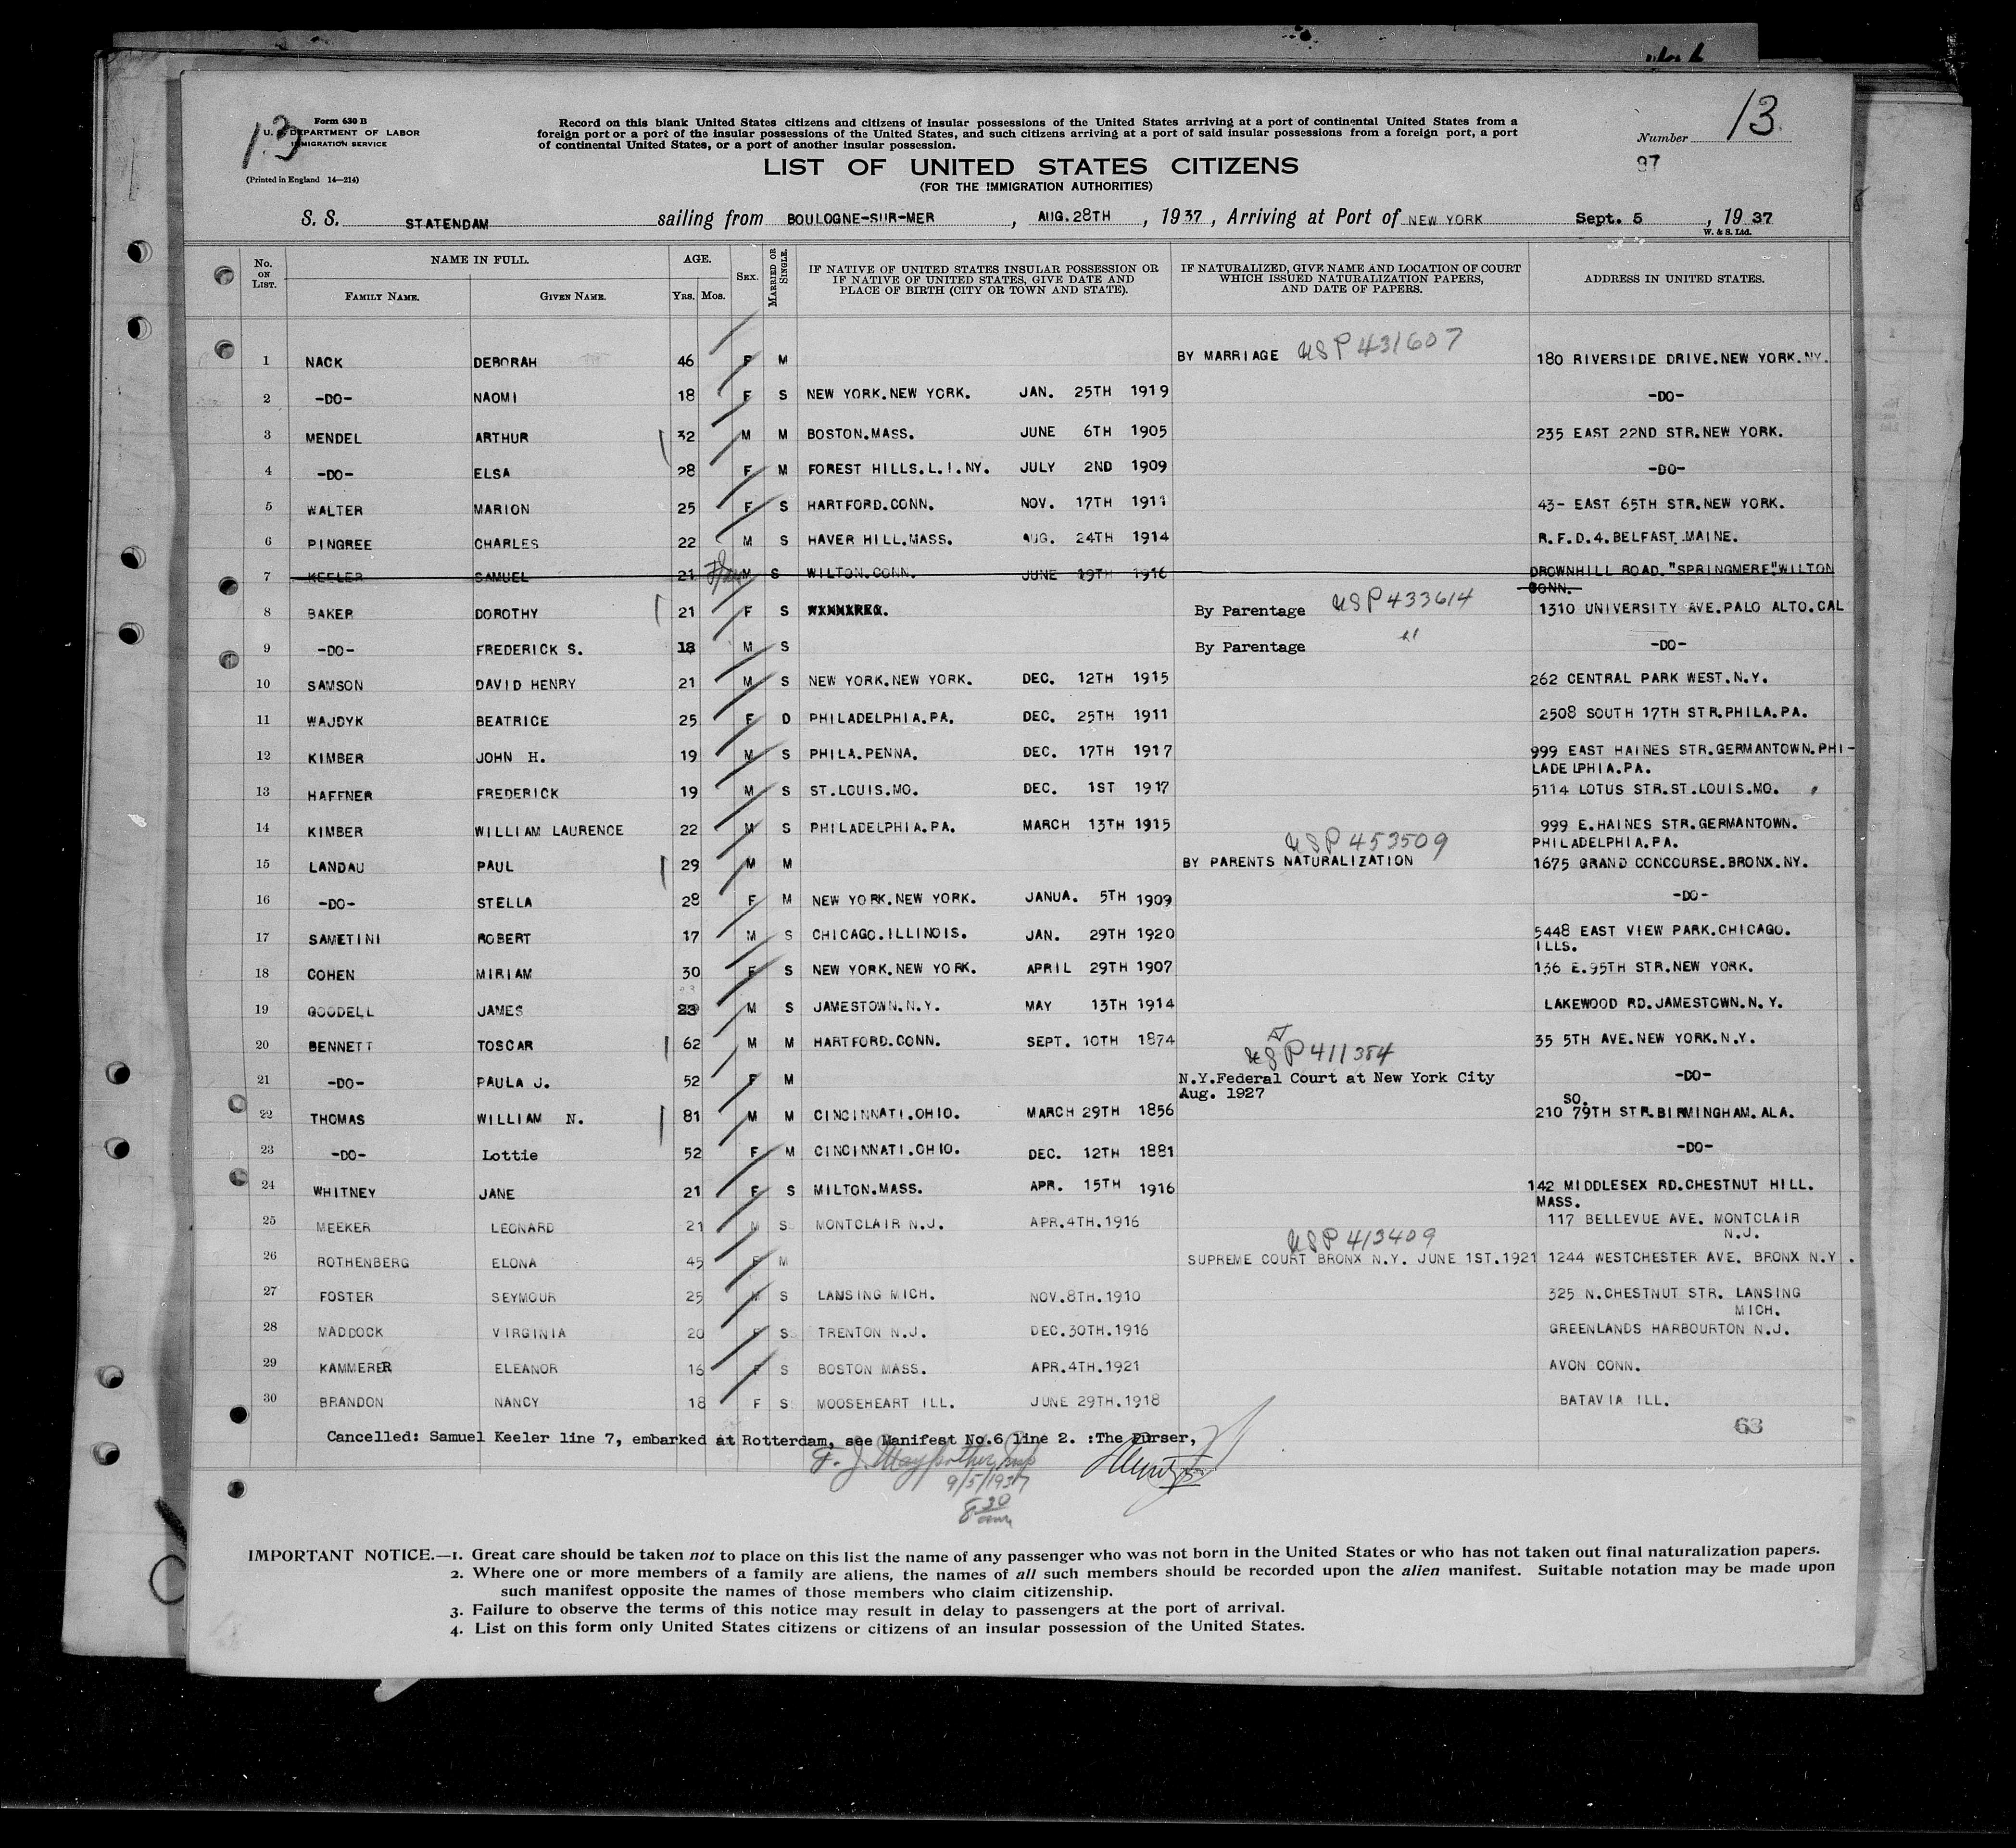 13
Form 630 B
U. S. DEPARTMENT OF LABOR
IMMIGRATION SERVICE
(Printed in England 14—214)
Record on this blank United States citizens and citizens of insular possessions of the United States arriving at a port of continental United States from a
foreign port or a port of the insular possessions of the United States, and such citizens arriving at a port of said insular possessions from a foreign port, a port
of continental United States, or a port of another insular possession.
Number 13
97
LIST OF UNITED STATES CITIZENS
(FOR THE IMMIGRATION AUTHORITIES)
S. S. STATENDAM sailing from BOULOGNE-SUR-MER , AUG.28TH , 1937 , Arriving at Port of NEW YORK Sept. 5 , 1937
W. & S. Ltd.
No. ON LIST. NAME IN FULL. FAMILY NAME. GIVEN NAME. AGE. Yrs. Mos. SEX. MARRIED OR SINGLE. IF NATIVE OF UNITED STATES INSULAR POSSESSION OR IF NATIVE OF UNITED STATES, GIVE DATE AND PLACE OF BIRTH (CITY OR TOWN AND STATE). IF NATURALIZED, GIVE NAME AND LOCATION OF COURT WHICH ISSUED NATURALIZATION PAPERS, AND DATE OF PAPERS. ADDRESS IN UNITED STATES.
1 NACK DEBORAH 46 F M BY MARRIAGE USP 431607 180 RIVERSIDE DRIVE.NEW YORK.NY.
2 -DO- NAOMI 18 F S NEW YORK.NEW YORK. JAN. 25TH 1919 -DO-
3 MENDEL ARTHUR 32 M M BOSTON.MASS. JUNE 6TH 1905 235 EAST 22ND STR.NEW YORK.
4 -DO- ELSA 28 F M FOREST HILLS.L.I.NY. JULY 2ND 1909 -DO-
5 WALTER MARION 25 F S HARTFORD.CONN. NOV. 17TH 1911 43- EAST 65TH STR.NEW YORK.
6 PINGREE CHARLES 22 M S HAVER HILL.MASS. AUG. 24TH 1914 R.F.D.4.BELFAST.MAINE.
7 KEELER SAMUEL 21 M S WILTON.CONN. JUNE 19TH 1916 DROWNHILL ROAD."SPRINGMERE".WILTON
CONN.
8 BAKER DOROTHY 21 F S By Parentage USP433614 1310 UNIVERSITY AVE.PALO ALTO.CAL
9 -DO- FREDERICK S. 18 M S By Parentage " -DO-
10 SAMSON DAVID HENRY 21 M S NEW YORK.NEW YORK. DEC. 12TH 1915 262 CENTRAL PARK WEST.N.Y.
11 WAJDYK BEATRICE 25 F D PHILADELPHIA.PA. DEC. 25TH 1911 2508 SOUTH 17TH STR.PHILA.PA.
12 KIMBER JOHN H. 19 M S PHILA.PENNA. DEC. 17TH 1917 999 EAST HAINES STR.GERMANTOWN.PHI-
LADELPHIA.PA.
13 HAFFNER FREDERICK 19 M S ST.LOUIS.MO. DEC. 1ST 1917 5114 LOTUS STR.ST.LOUIS.MO.
14 KIMBER WILLIAM LAURENCE 22 M S PHILADELPHIA.PA. MARCH 13TH 1915 999 E.HAINES STR.GERMANTOWN.
PHILADELPHIA.PA.
USP 453509
15 LANDAU PAUL 29 M M BY PARENTS NATURALIZATION 1675 GRAND CONCOURSE.BRONX.NY.
16 -DO- STELLA 28 F M NEW YORK.NEW YORK. JANUA. 5TH 1909 -DO-
17 SAMETINI ROBERT 17 M S CHICAGO.ILLINOIS. JAN. 29TH 1920 5448 EAST VIEW PARK.CHICAGO.
ILLS.
18 COHEN MIRIAM 30 F S NEW YORK.NEW YORK. APRIL 29TH 1907 136 E.95TH STR.NEW YORK.
19 GOODELL JAMES 23 M S JAMESTOWN.N.Y. MAY 13TH 1914 LAKEWOOD RD.JAMESTOWN.N.Y.
20 BENNETT TOSCAR 62 M M HARTFORD.CONN. SEPT. 10TH 1874 35 5TH AVE.NEW YORK.N.Y.
USP 411384
21 -DO- PAULA J. 52 F M N.Y.Federal Court at New York City -DO-
Aug. 1927
SO.
22 THOMAS WILLIAM N. 81 M M CINCINNATI.OHIO. MARCH 29TH 1856 210 79TH STR.BIRMINGHAM.ALA.
23 -DO- Lottie 52 F M CINCINNATI.OHIO. DEC. 12TH 1881 -DO-
24 WHITNEY JANE 21 F S MILTON.MASS. APR. 15TH 1916 142 MIDDLESEX RD.CHESTNUT HILL.
MASS.
25 MEEKER LEONARD 21 M S MONTCLAIR N.J. APR.4TH.1916 117 BELLEVUE AVE. MONTCLAIR
N.J.
USP 413409
26 ROTHENBERG ELONA 45 F M SUPREME COURT BRONX N.Y. JUNE 1ST.1921 1244 WESTCHESTER AVE. BRONX N.Y.
27 FOSTER SEYMOUR 25 M S LANSING MICH. NOV.8TH.1910 325 N.CHESTNUT STR. LANSING
MICH.
28 MADDOCK VIRGINIA 20 F S TRENTON N.J. DEC.30TH.1916 GREENLANDS HARBOURTON N.J.
29 KAMMERER ELEANOR 16 F S BOSTON MASS. APR.4TH.1921 AVON CONN.
30 BRANDON NANCY 18 F S MOOSEHEART ILL. JUNE 29TH.1918 BATAVIA ILL.
63
Cancelled: Samuel Keeler line 7, embarked at Rotterdam, see Manifest No.6 line 2. :The Purser,
9/5/1937
8 30 am
IMPORTANT NOTICE.—1. Great care should be taken not to place on this list the name of any passenger who was not born in the United States or who has not taken out final naturalization papers.
2. Where one or more members of a family are aliens, the names of all such members should be recorded upon the alien manifest. Suitable notation may be made upon
such manifest opposite the names of those members who claim citizenship.
3. Failure to observe the terms of this notice may result in delay to passengers at the port of arrival.
4. List on this form only United States citizens or citizens of an insular possession of the United States.